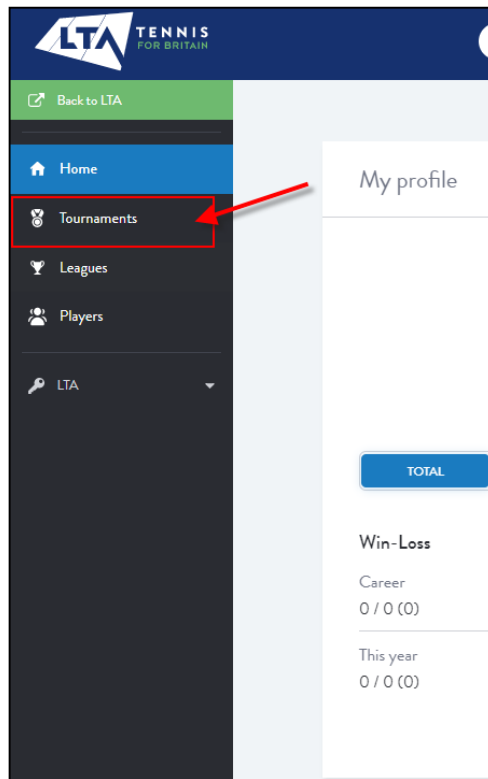 LTA TENNIS
FOR BRITAIN
Back to LTA
Home
Tournaments
Leagues
Players
LTA
My profile
TOTAL
Win-Loss
Career
0 / 0 (0)
This year
0 / 0 (0)